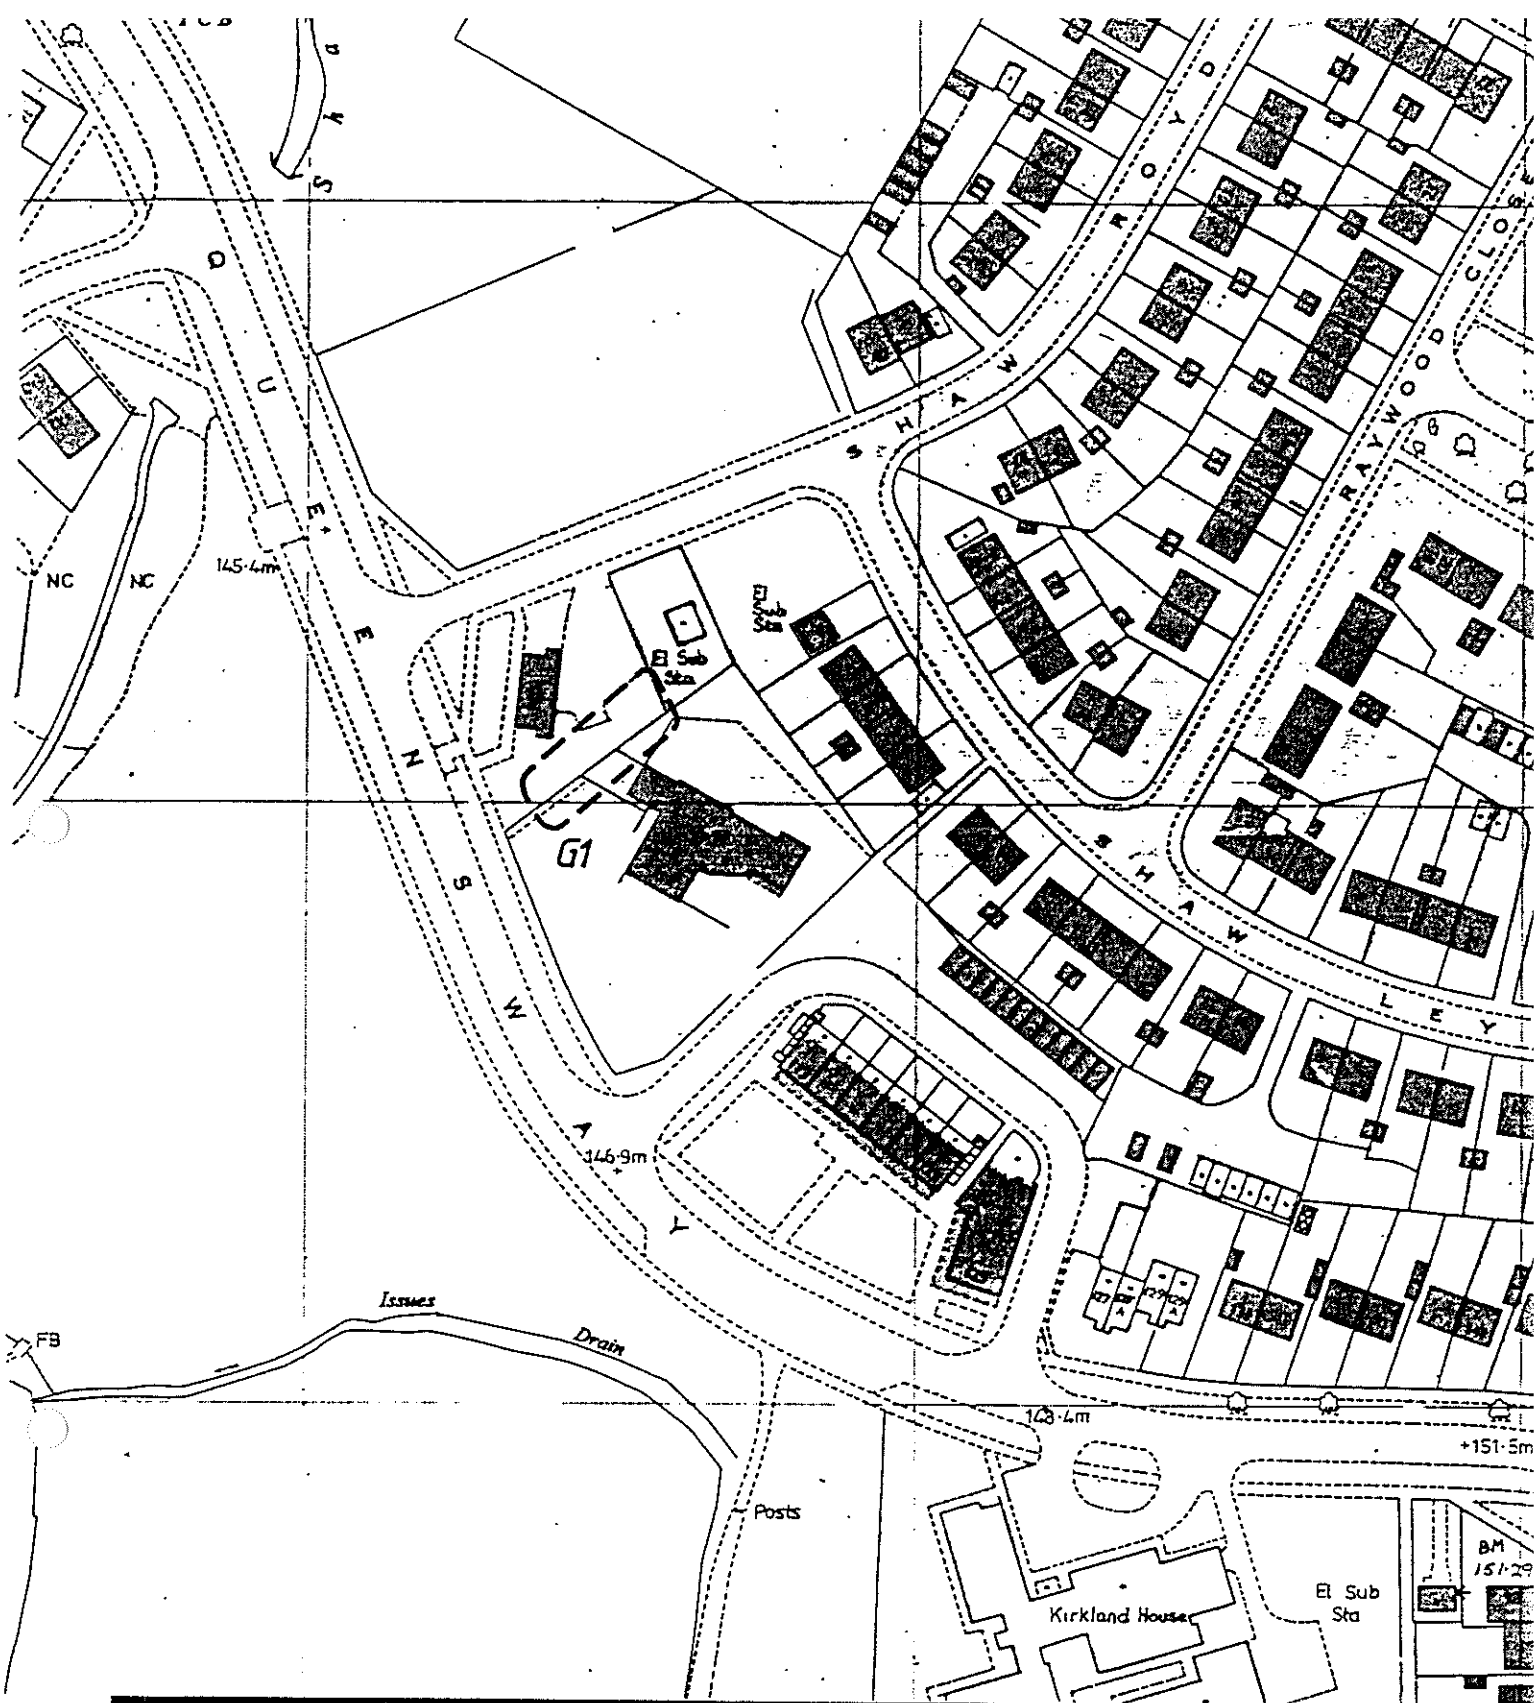 TCB
QUEENSWAY
SHAW ROYD
RAYWOOD CLOSE
NC
NC
145·4m
El
Sub
Sta
El Sub
Sta
G1
SHAW LEY
146·9m
Issues
Drain
FB
148·4m
+151·5m
Posts
BM
151·29
El Sub
Sta
Kirkland House